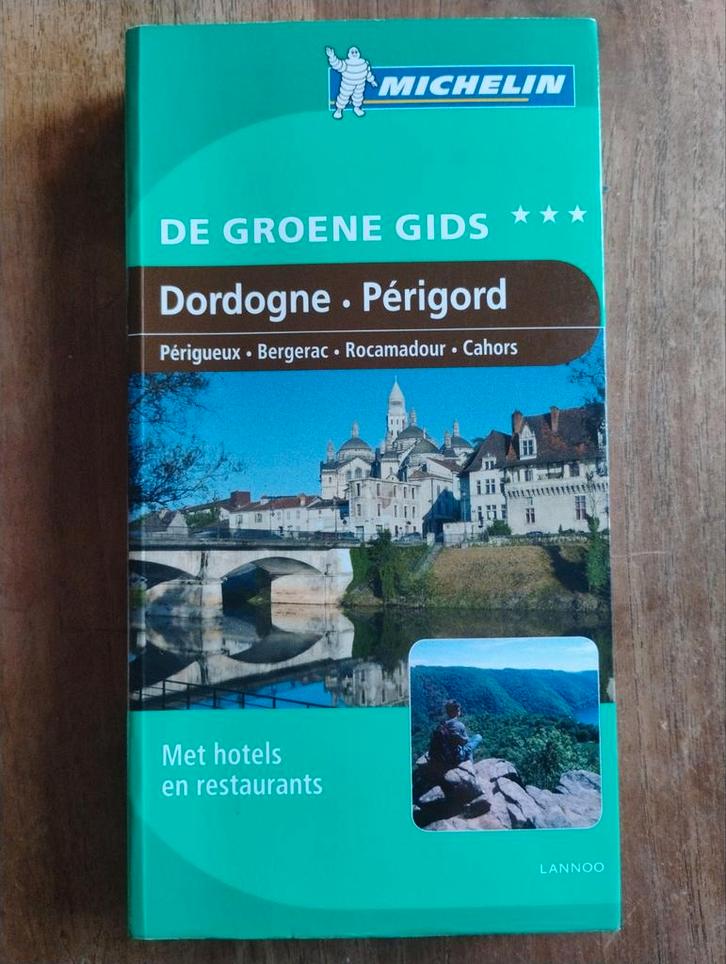 MICHELIN
DE GROENE GIDS ★★★
Dordogne • Périgord
Périgueux • Bergerac • Rocamadour • Cahors
Met hotels
en restaurants
LANNOO